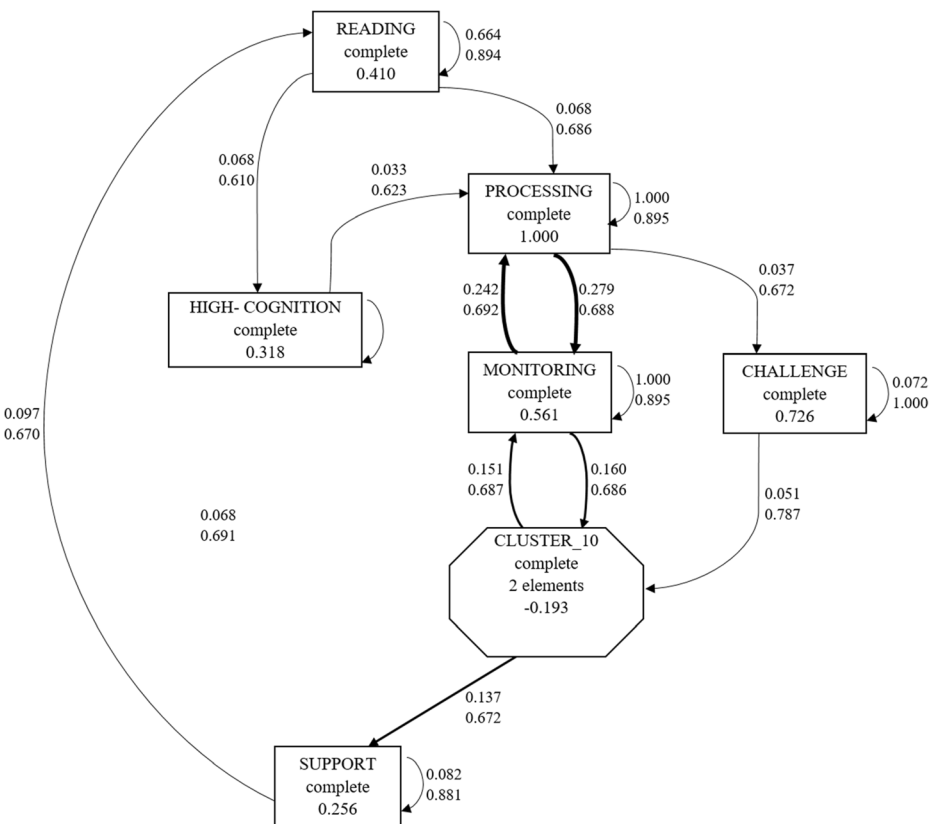 READING
complete
0.410
0.664
0.894
0.068
0.686
0.068
0.610
0.033
0.623
PROCESSING
complete
1.000
1.000
0.895
0.037
0.672
0.242
0.692
0.279
0.688
HIGH- COGNITION
complete
0.318
MONITORING
complete
0.561
1.000
0.895
CHALLENGE
complete
0.726
0.072
1.000
0.097
0.670
0.151
0.687
0.160
0.686
0.051
0.787
0.068
0.691
CLUSTER_10
complete
2 elements
-0.193
0.137
0.672
SUPPORT
complete
0.256
0.082
0.881